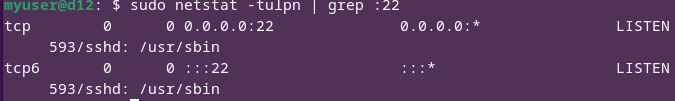 myuser@d12: $ sudo netstat -tulpn | grep :22
tcp        0      0 0.0.0.0:22              0.0.0.0:*               LISTEN
     593/sshd: /usr/sbin
tcp6       0      0 :::22                   :::*                    LISTEN
     593/sshd: /usr/sbin